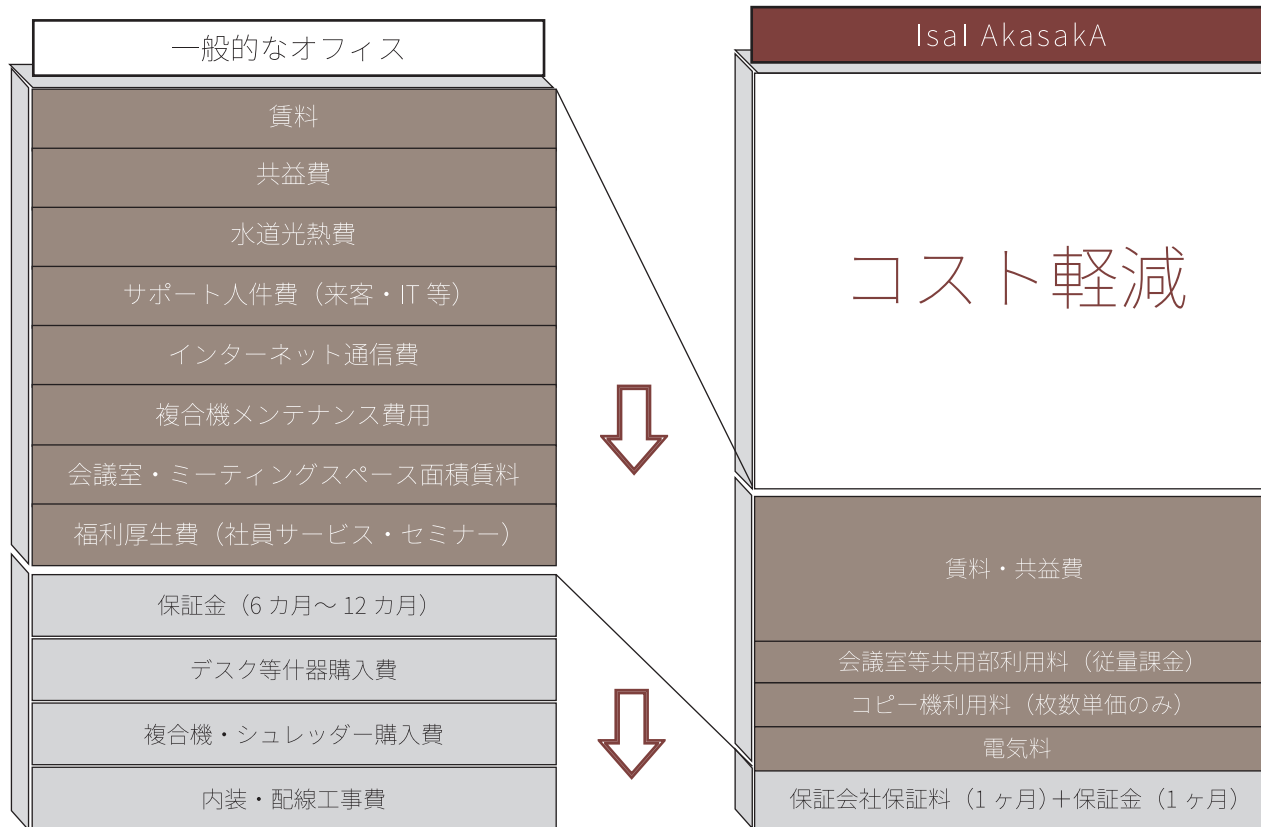 一般的なオフィス
賃料
共益費
水道光熱費
サポート人件費（来客・IT 等）
インターネット通信費
複合機メンテナンス費用
会議室・ミーティングスペース面積賃料
福利厚生費（社員サービス・セミナー）
保証金（6 カ月～ 12 カ月）
デスク等什器購入費
複合機・シュレッダー購入費
内装・配線工事費
IsaI AkasakA
コスト軽減
賃料・共益費
会議室等共用部利用料（従量課金）
コピー機利用料（枚数単価のみ）
電気料
保証会社保証料（1 ヶ月）＋保証金（1 ヶ月）